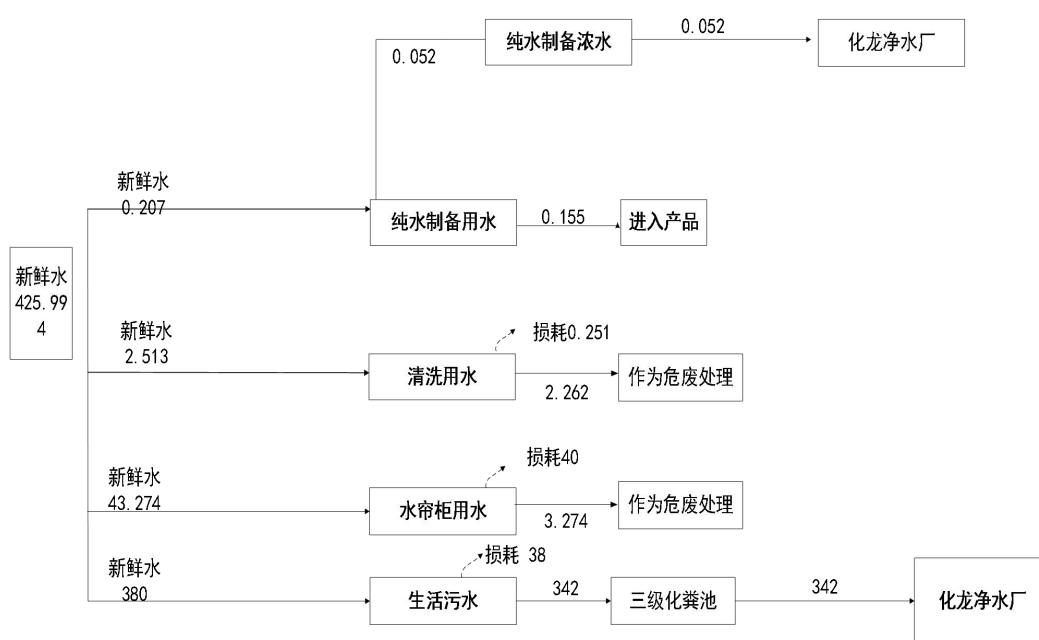 纯水制备浓水
0.052
化龙净水厂
0.052
新鲜水
0.207
纯水制备用水
0.155
进入产品
新鲜水
425.99
4
新鲜水
2.513
损耗0.251
清洗用水
2.262
作为危废处理
新鲜水
43.274
损耗40
水帘柜用水
3.274
作为危废处理
新鲜水
380
损耗 38
生活污水
342
三级化粪池
342
化龙净水厂